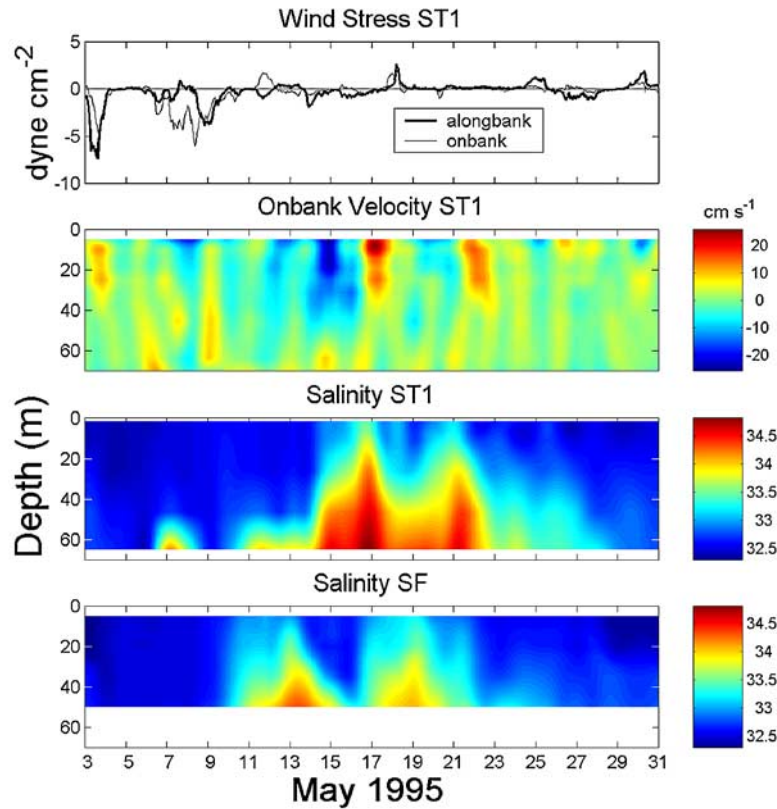 Wind Stress ST1
5
0
-5
-10
dyne cm-2
alongbank
onbank
Onbank Velocity ST1
0
20
40
60
cm s-1
20
10
0
-10
-20
Salinity ST1
0
20
40
60
34.5
34
33.5
33
32.5
Depth (m)
Salinity SF
0
20
40
60
34.5
34
33.5
33
32.5
3 5 7 9 11 13 15 17 19 21 23 25 27 29 31
May 1995